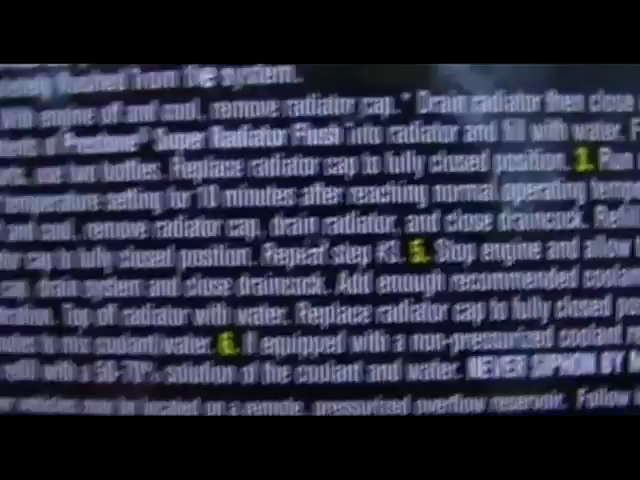 flushed from the system.
with engine off and cool, remove radiator cap.* Drain radiator then close
of Prestone® Super Radiator Flush into radiator and fill with water.
use two bottles. Replace radiator cap to fully closed position. 3. Run
temperature setting for 10 minutes after reaching normal operating
and cool, remove radiator cap, drain radiator, and close draincock.
cap to fully closed position. Repeat step #3. 5. Stop engine and allow
cap, drain system and close draincock. Add enough recommended
Top off radiator with water. Replace radiator cap to fully closed
to mix coolant/water. 6. If equipped with a non-pressurized coolant
with a 50-70% solution of the coolant and water. NEVER SIPHON BY
located on a remote, pressurized overflow reservoir. Follow